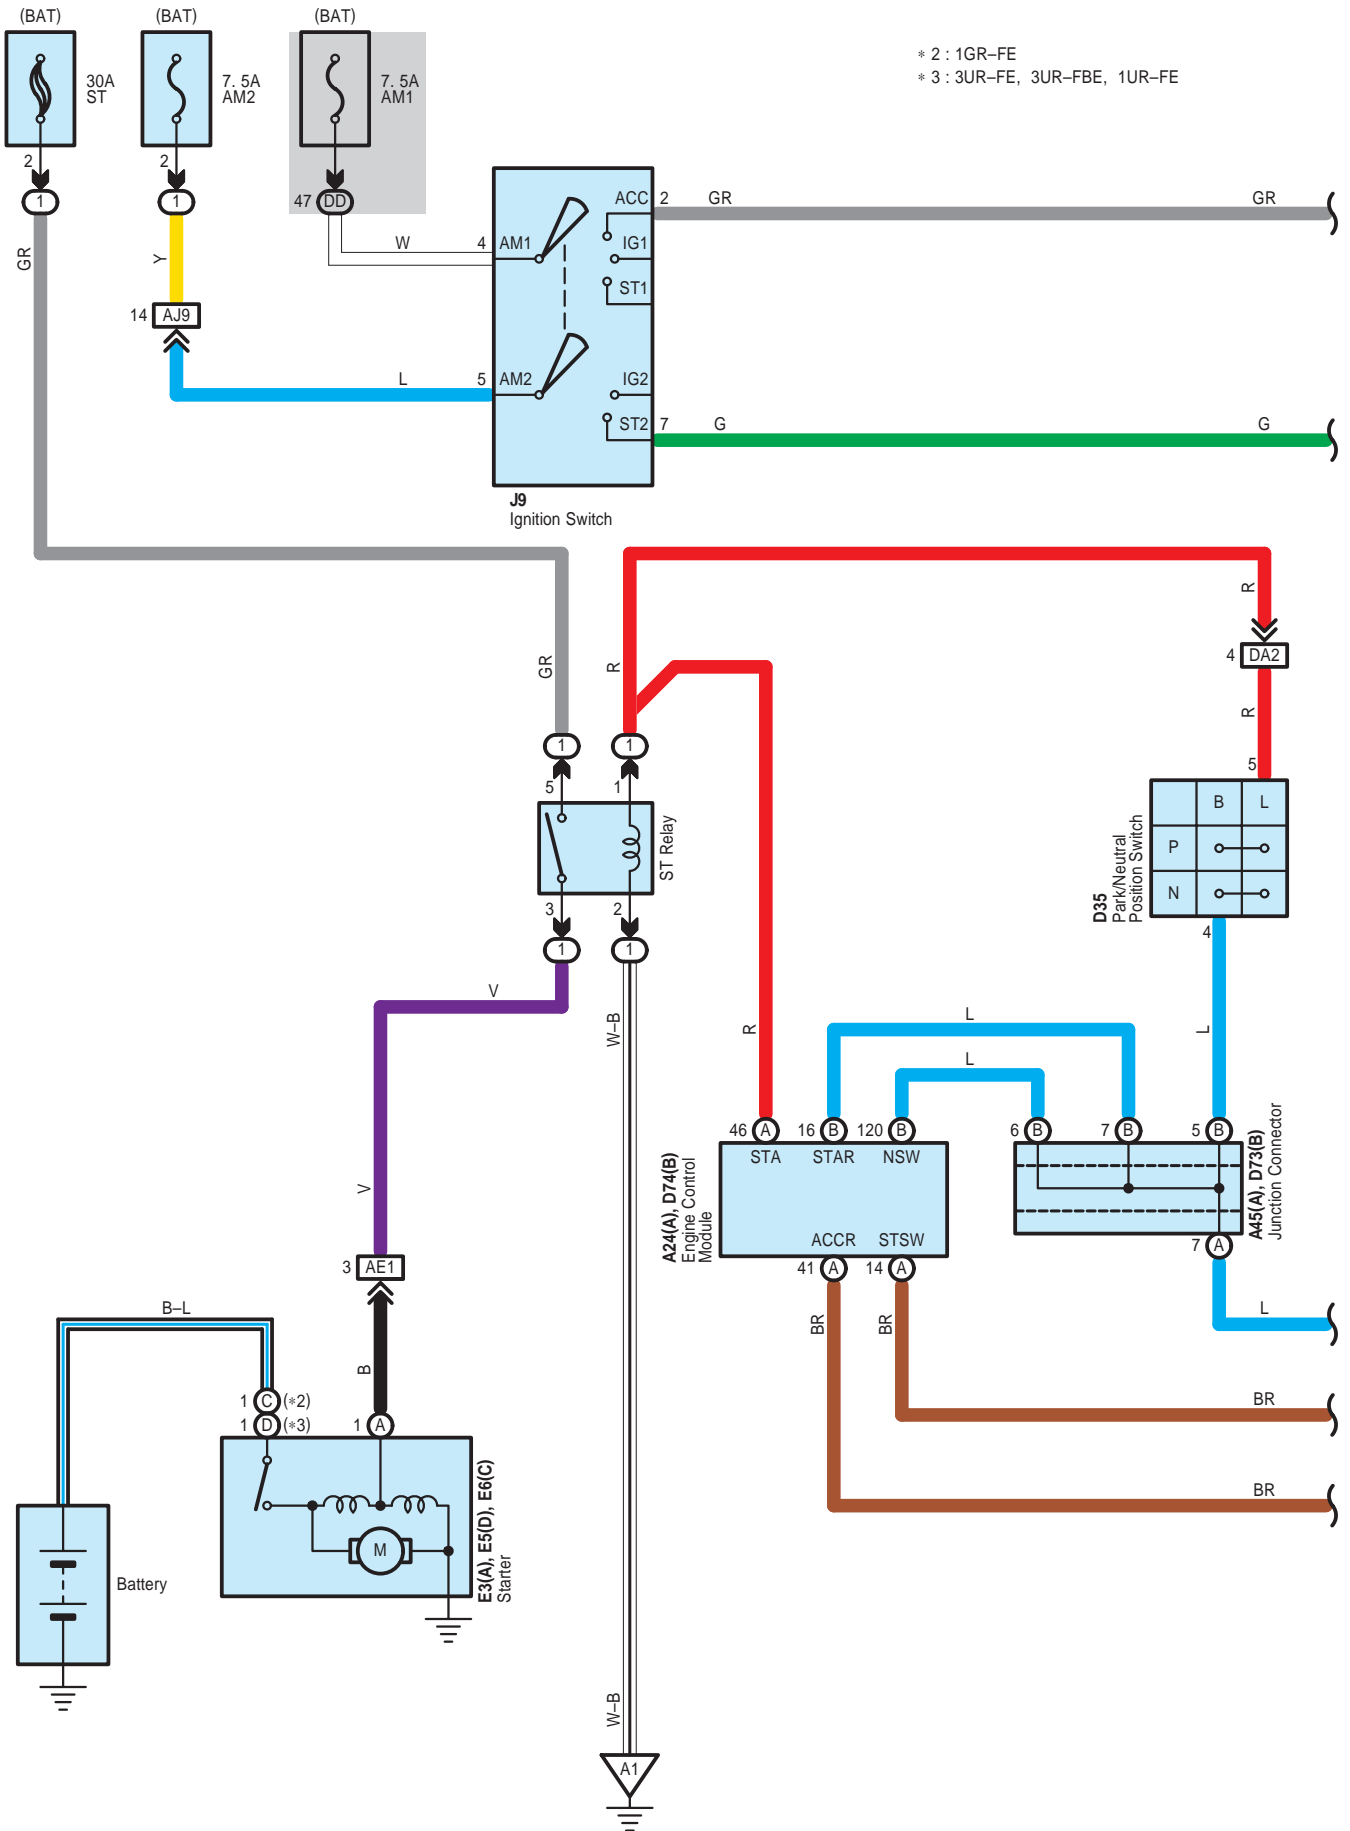 (BAT) (BAT) (BAT)
30A
ST
7. 5A
AM2
7. 5A
AM1
* 2 : 1GR–FE
* 3 : 3UR–FE, 3UR–FBE, 1UR–FE
2 2
1 1 47 DD
GR
Y
W 4 AM1
ACC 2 GR GR
IG1
ST1
14 AJ9
L 5 AM2
IG2
ST2 7 G G
J9
Ignition Switch
GR
R
R
4 DA2
R
5
1 1
5 1
ST Relay
3 2
1 1
D35
Park/Neutral
Position Switch
B L
P
N
4
V
W–B
R
L
L
L
46 A 16 B 120 B
STA STAR NSW
ACCR STSW
41 A 14 A
A24(A), D74(B)
Engine Control
Module
6 B 7 B 5 B
7 A
A45(A), D73(B)
Junction Connector
L
BR BR
BR
BR
V
3 AE1
B
B–L
1 C (*2)
1 D (*3)
1 A
M
E3(A), E5(D), E6(C)
Starter
Battery
W–B
A1